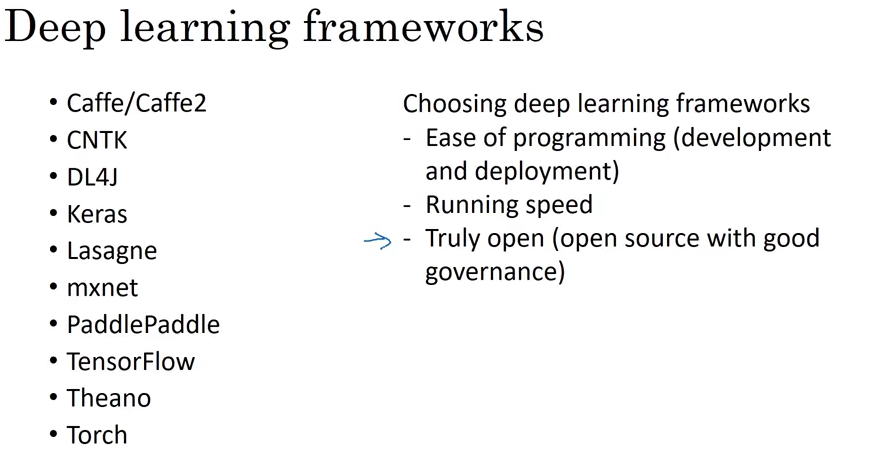 Deep learning frameworks
• Caffe/Caffe2
• CNTK
• DL4J
• Keras
• Lasagne
• mxnet
• PaddlePaddle
• TensorFlow
• Theano
• Torch
Choosing deep learning frameworks
- Ease of programming (development
and deployment)
- Running speed
- Truly open (open source with good
governance)